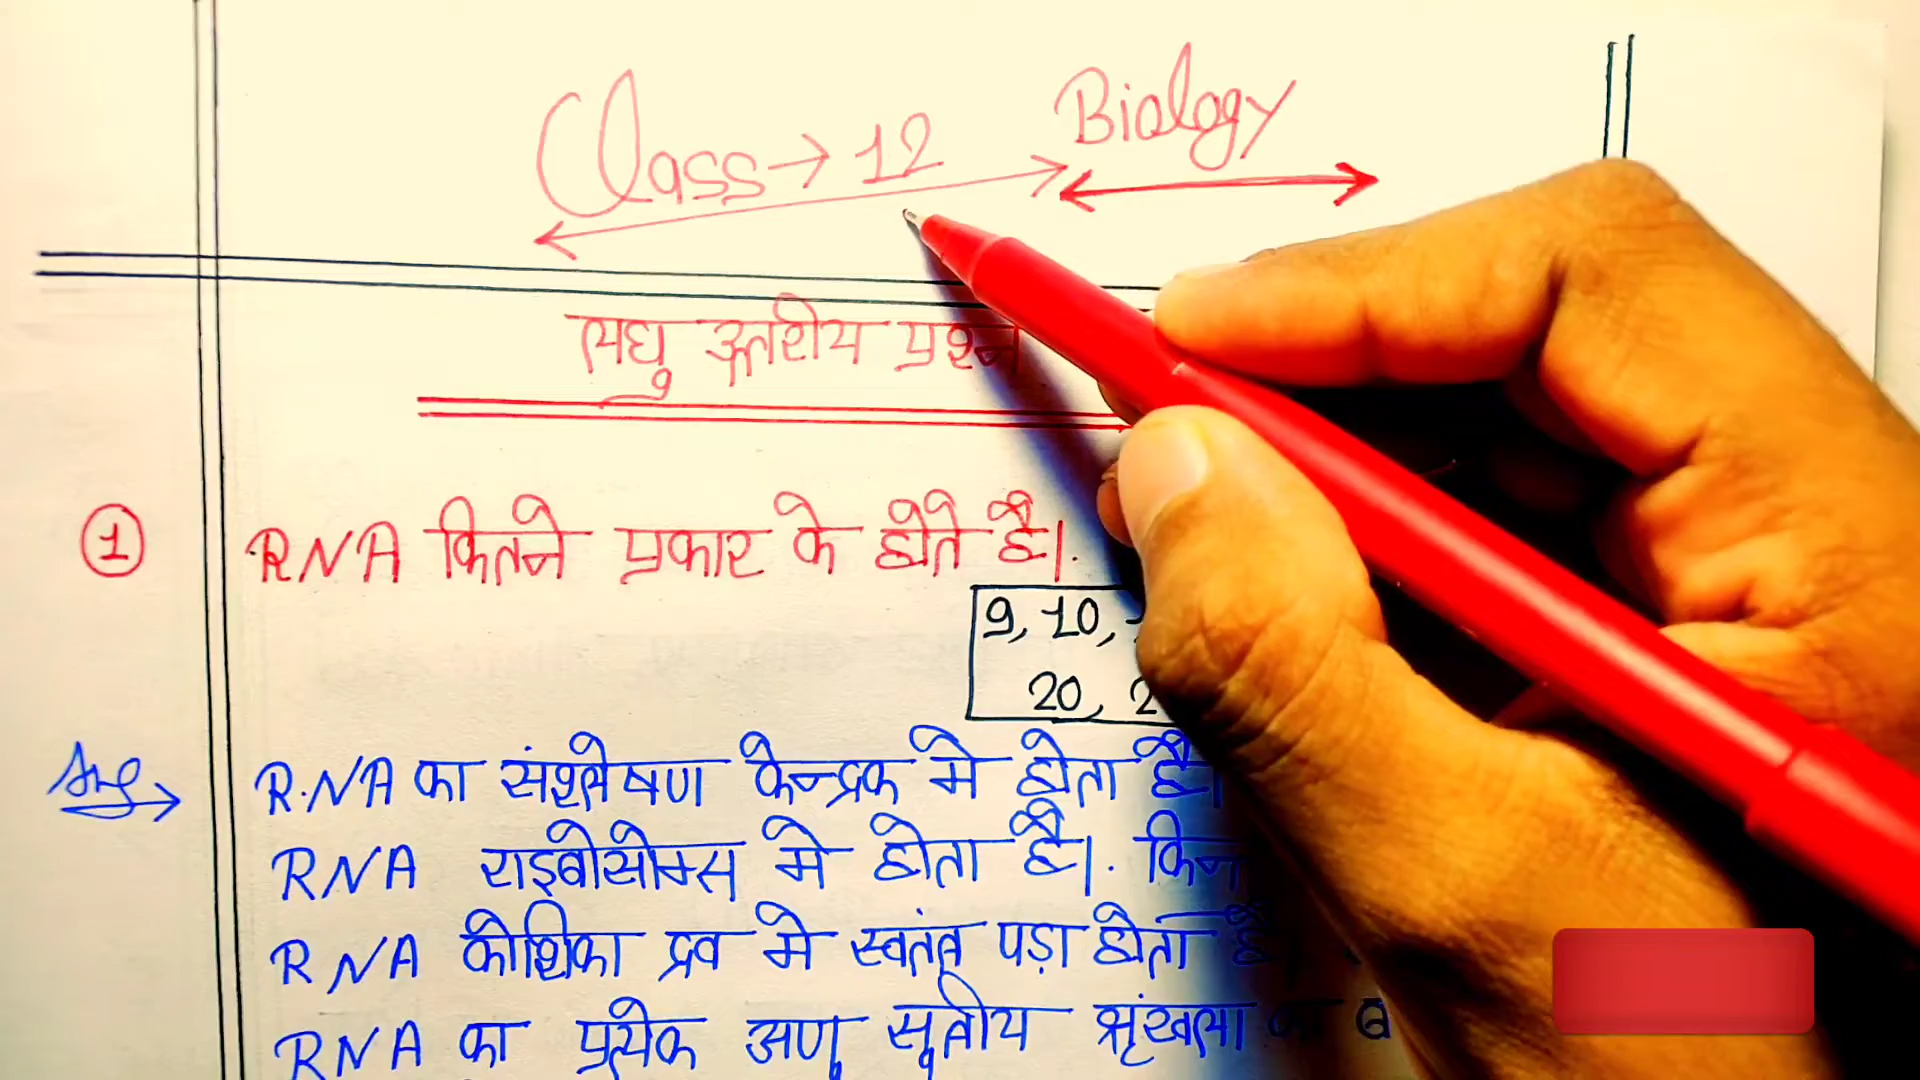 Class → 12 Biology
लघु उत्तरीय प्रश्न
1 RNA कितने प्रकार के होते है।
9, 10,
20,
Ans → R.NA का संश्लेषण केन्द्रक मे होता है।
RNA राइबोसोम्स मे होता है।
RNA कोशिका द्रव मे स्वतंत्र पड़ा होता है
RNA का प्रत्येक अणु सूत्रीय श्रृंखला